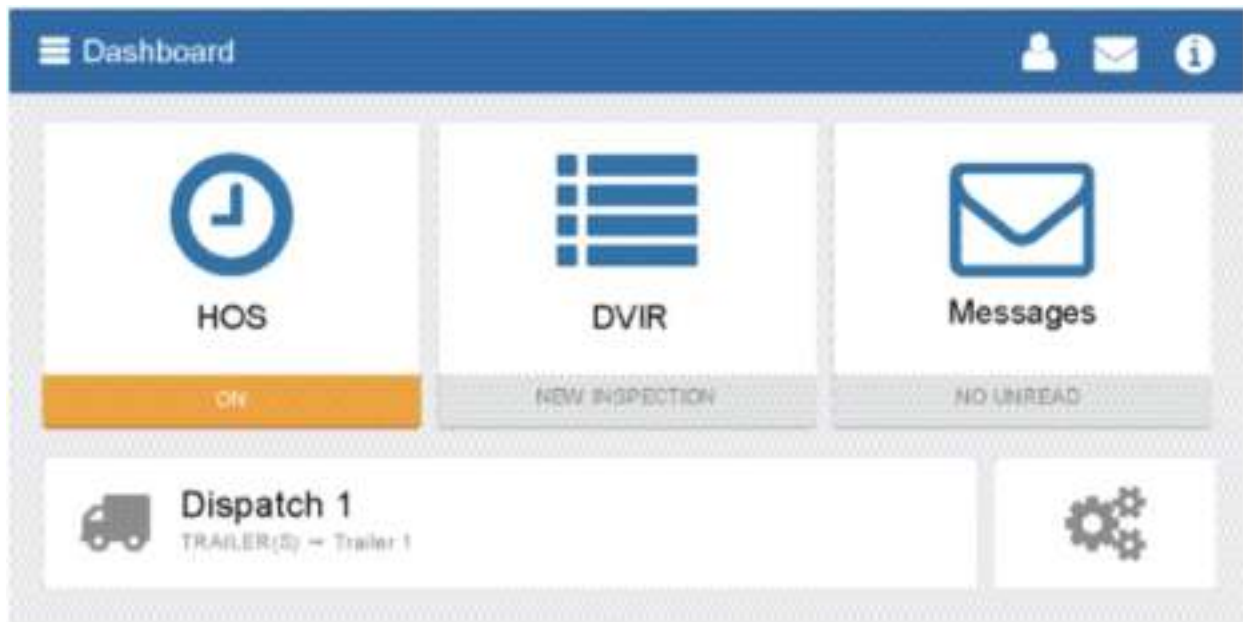 Dashboard
HOS
DVIR
Messages
ON
NEW INSPECTION
NO UNREAD
Dispatch 1
TRAILER(S) → Trailer 1